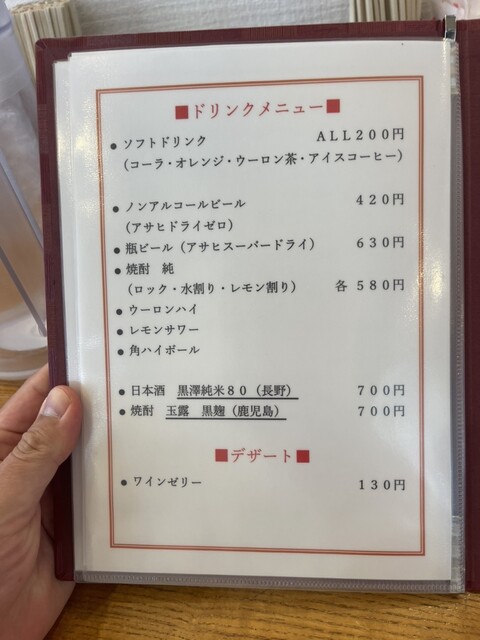 ■ドリンクメニュー■
● ソフトドリンク ALL200円
(コーラ・オレンジ・ウーロン茶・アイスコーヒー)
● ノンアルコールビール 420円
(アサヒドライゼロ)
● 瓶ビール(アサヒスーパードライ) 630円
● 焼酎 純
(ロック・水割り・レモン割り) 各 580円
● ウーロンハイ
● レモンサワー
● 角ハイボール
● 日本酒 黒澤純米80(長野) 700円
● 焼酎 玉露 黒麹(鹿児島) 700円
■デザート■
● ワインゼリー 130円